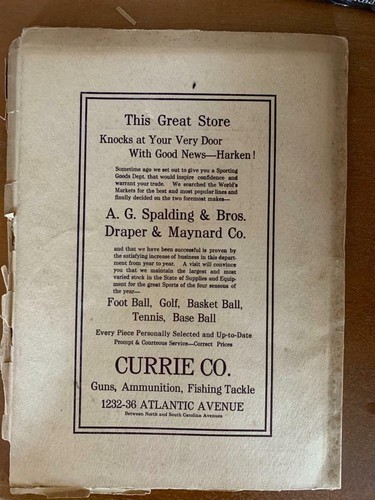 This Great Store
Knocks at Your Very Door
With Good News—Harken!
Sometime ago we set out to give you a Sporting
Goods Dept. that would inspire confidence and
warrant your trade. We searched the World's
Markets for the best and most popular lines and
finally decided on the two foremost makes—
A. G. Spalding & Bros.
Draper & Maynard Co.
and that we have been successful is proven by
the satisfying increase of business in this depart-
ment from year to year. A visit will convince
you that we maintain the largest and most
varied stock in the State of Supplies and Equip-
ment for the great Sports of the four seasons of
the year—
Foot Ball, Golf, Basket Ball,
Tennis, Base Ball
Every Piece Personally Selected and Up-to-Date
Prompt & Courteous Service—Correct Prices
CURRIE CO.
Guns, Ammunition, Fishing Tackle
1232-36 ATLANTIC AVENUE
Between North and South Carolina Avenues